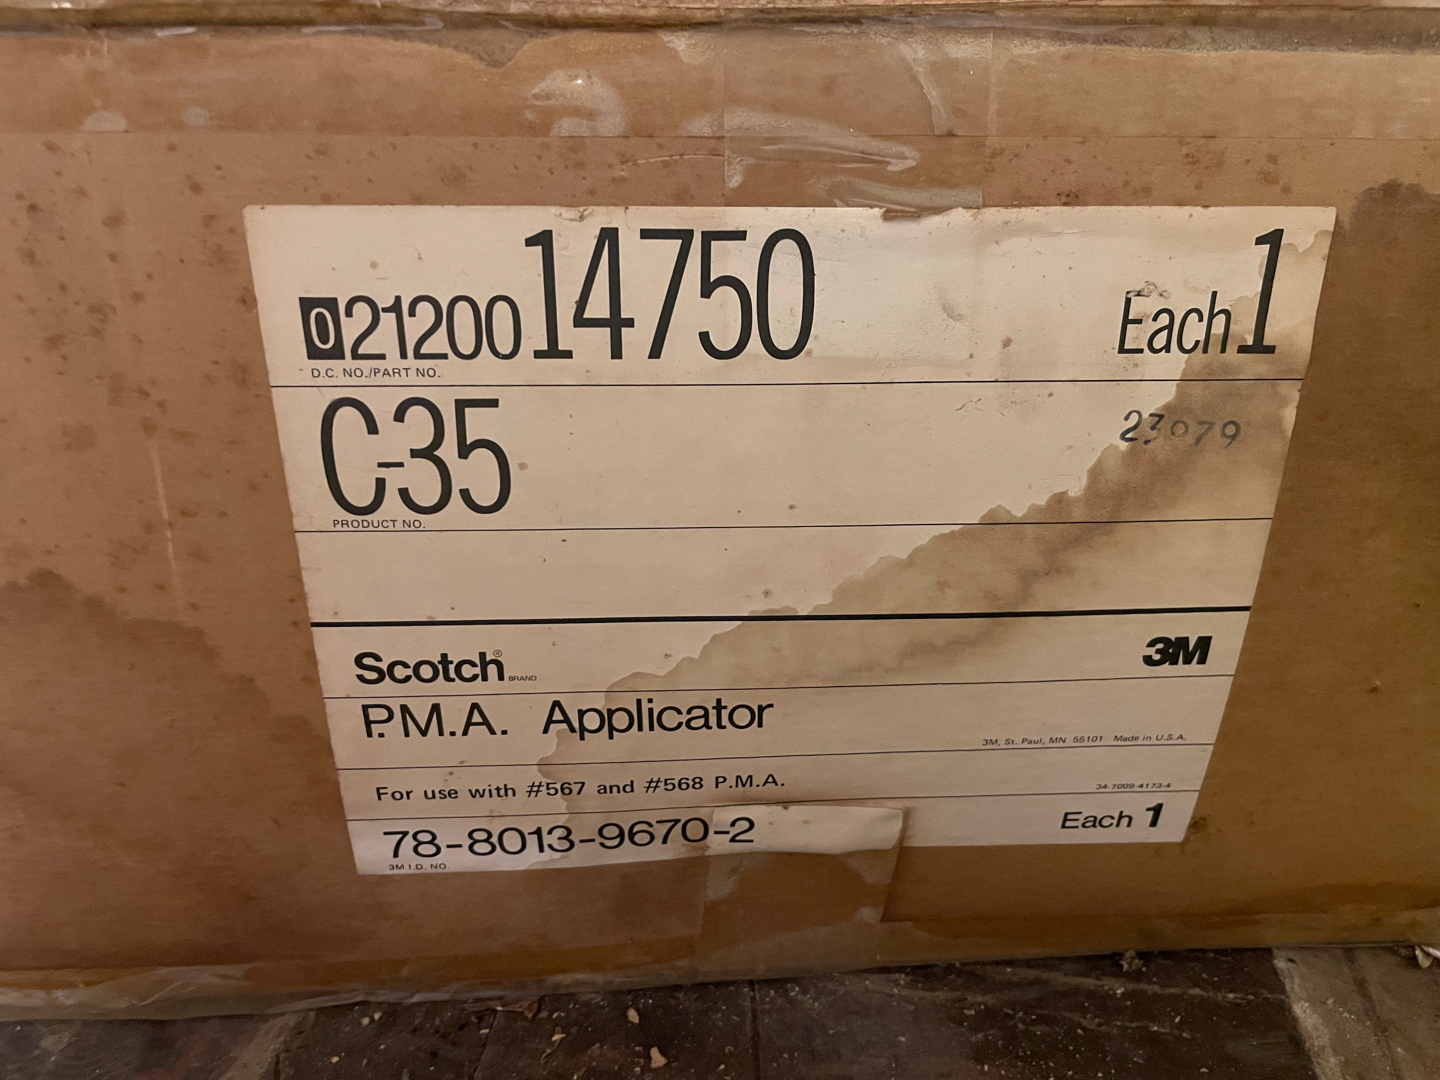 021200 14750 Each 1
D.C. NO./PART NO.
C-35
23079
PRODUCT NO.
Scotch® BRAND 3M
P.M.A. Applicator
3M, St. Paul, MN 55101 Made in U.S.A.
For use with #567 and #568 P.M.A.
34-7009-4173-4
78-8013-9670-2 Each 1
3M I.D. NO.